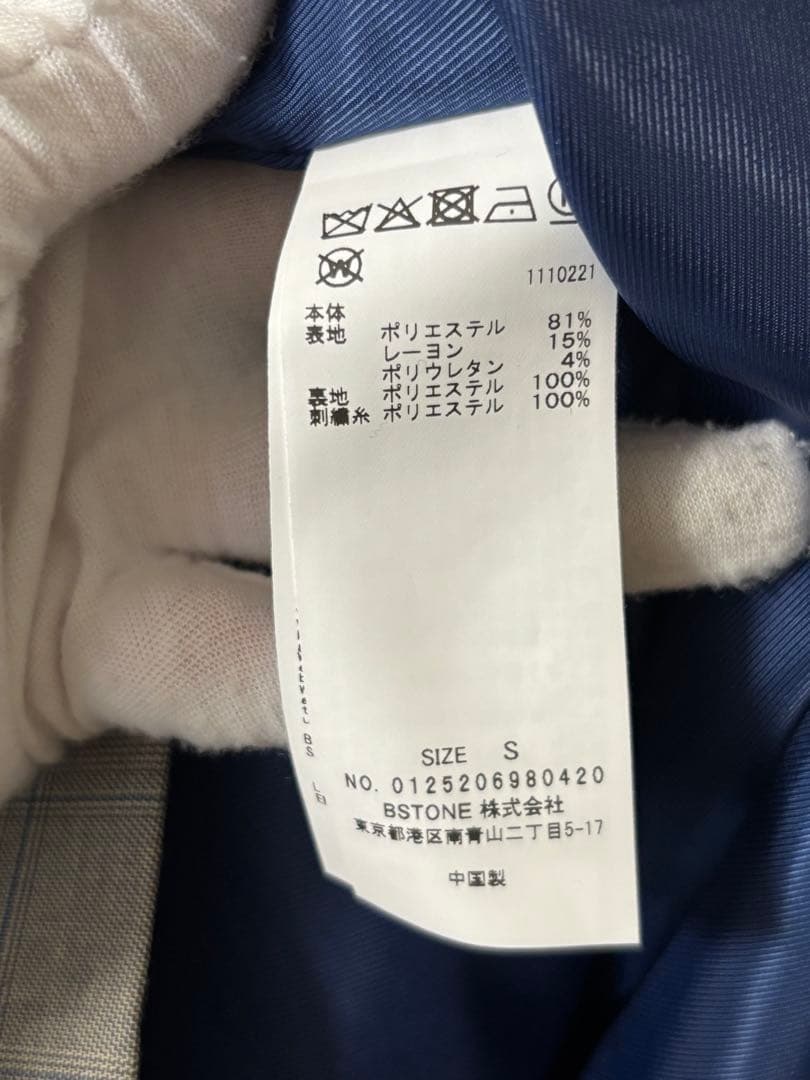 1110221
本体
表地 ポリエステル 81%
レーヨン 15%
ポリウレタン 4%
裏地 ポリエステル 100%
刺繍糸 ポリエステル 100%
SIZE S
NO. 0125206980420
BSTONE 株式会社
東京都港区南青山二丁目5-17
中国製